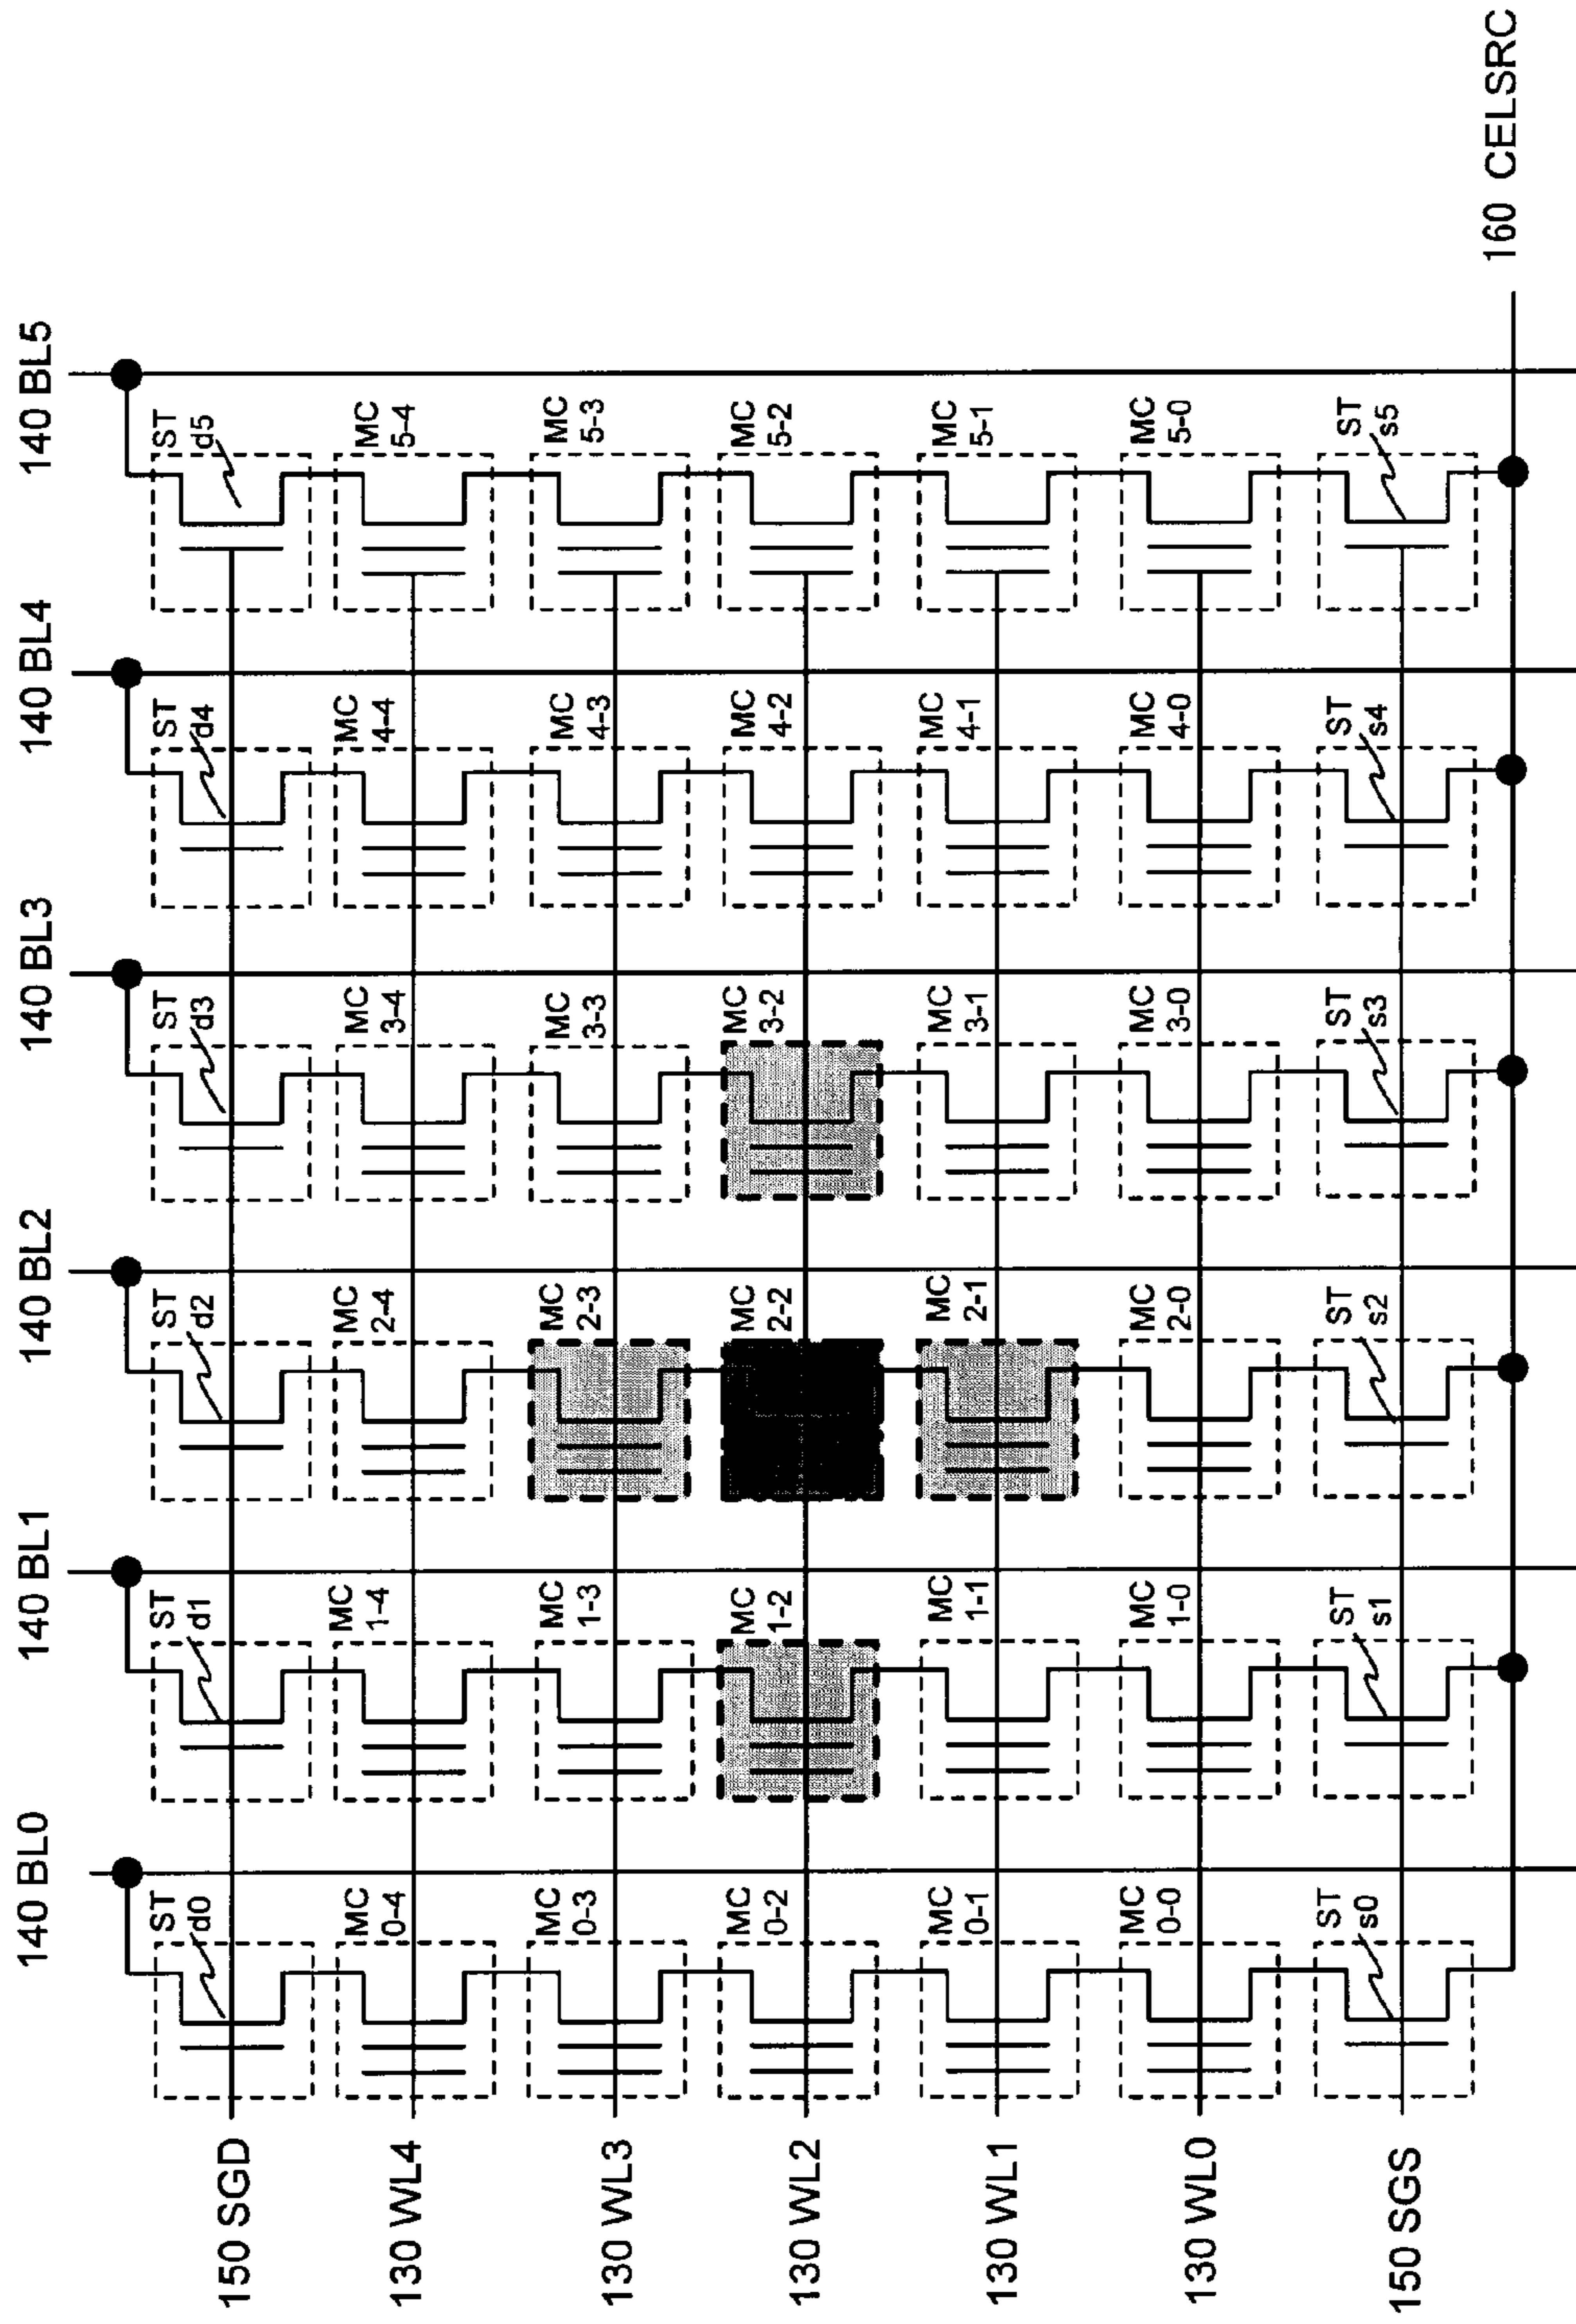 140 BL0
140 BL1
140 BL2
140 BL3
140 BL4
140 BL5
150 SGD
ST
d0
ST
d1
ST
d2
ST
d3
ST
d4
ST
d5
130 WL4
MC
0-4
MC
1-4
MC
2-4
MC
3-4
MC
4-4
MC
5-4
130 WL3
MC
0-3
MC
1-3
MC
2-3
MC
3-3
MC
4-3
MC
5-3
130 WL2
MC
0-2
MC
1-2
MC
2-2
MC
3-2
MC
4-2
MC
5-2
130 WL1
MC
0-1
MC
1-1
MC
2-1
MC
3-1
MC
4-1
MC
5-1
130 WL0
MC
0-0
MC
1-0
MC
2-0
MC
3-0
MC
4-0
MC
5-0
150 SGS
ST
s0
ST
s1
ST
s2
ST
s3
ST
s4
ST
s5
160 CELSRC